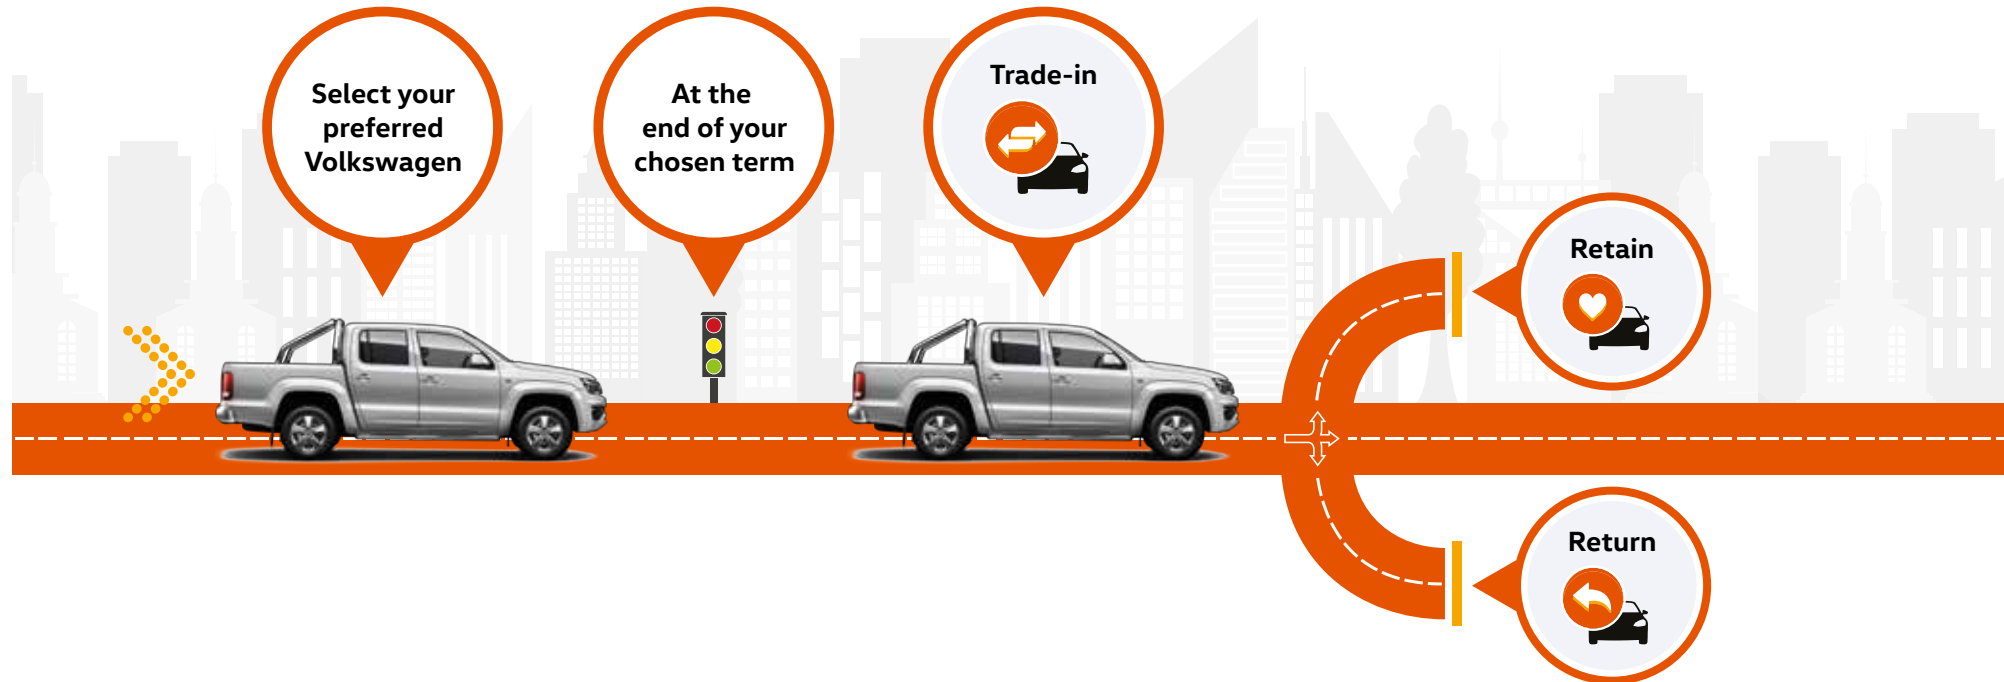 Select your
preferred
Volkswagen
At the
end of your
chosen term
Trade-in
Retain
Return